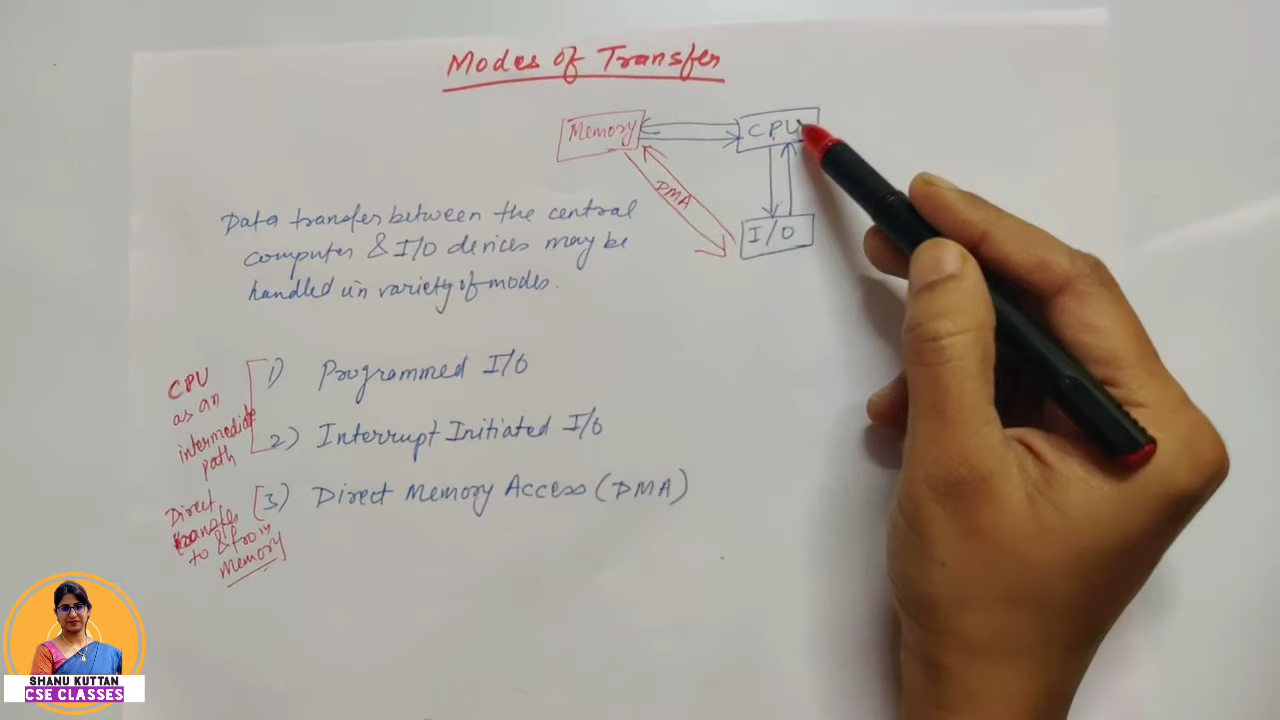 Modes of Transfer
Memory
CPU
DMA
I/O
Data transfer between the central
computer & I/O devices may be
handled in variety of modes.
CPU
as an
intermediate
path
1) Programmed I/O
2) Interrupt Initiated I/O
3) Direct Memory Access (DMA)
Direct
transfer
to & from
Memory
SHANU KUTTAN
CSE CLASSES